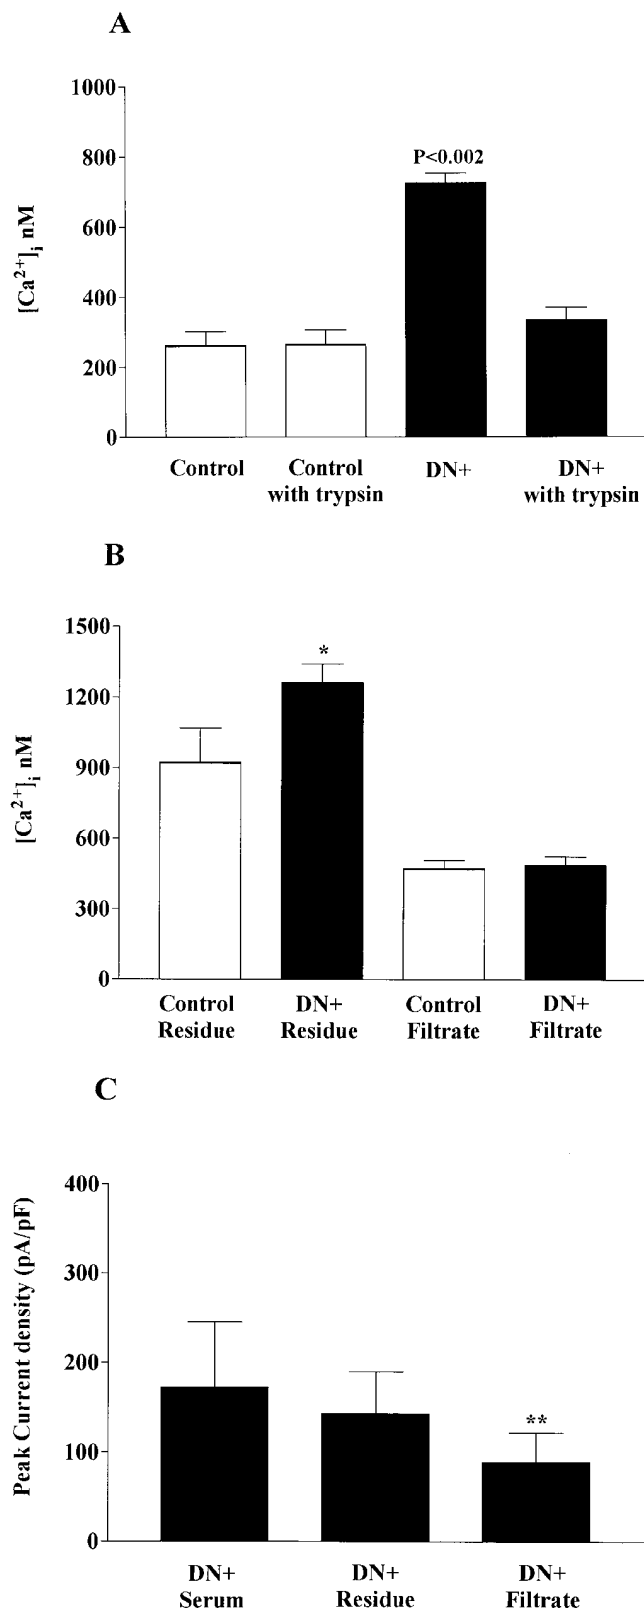 A
1000
800
600
400
200
0
[Ca2+]i nM
P<0.002
Control
Control
with trypsin
DN+
DN+
with trypsin
B
1500
1200
900
600
300
0
[Ca2+]i nM
*
Control
Residue
DN+
Residue
Control
Filtrate
DN+
Filtrate
C
400
300
200
100
0
Peak Current density (pA/pF)
**
DN+
Serum
DN+
Residue
DN+
Filtrate